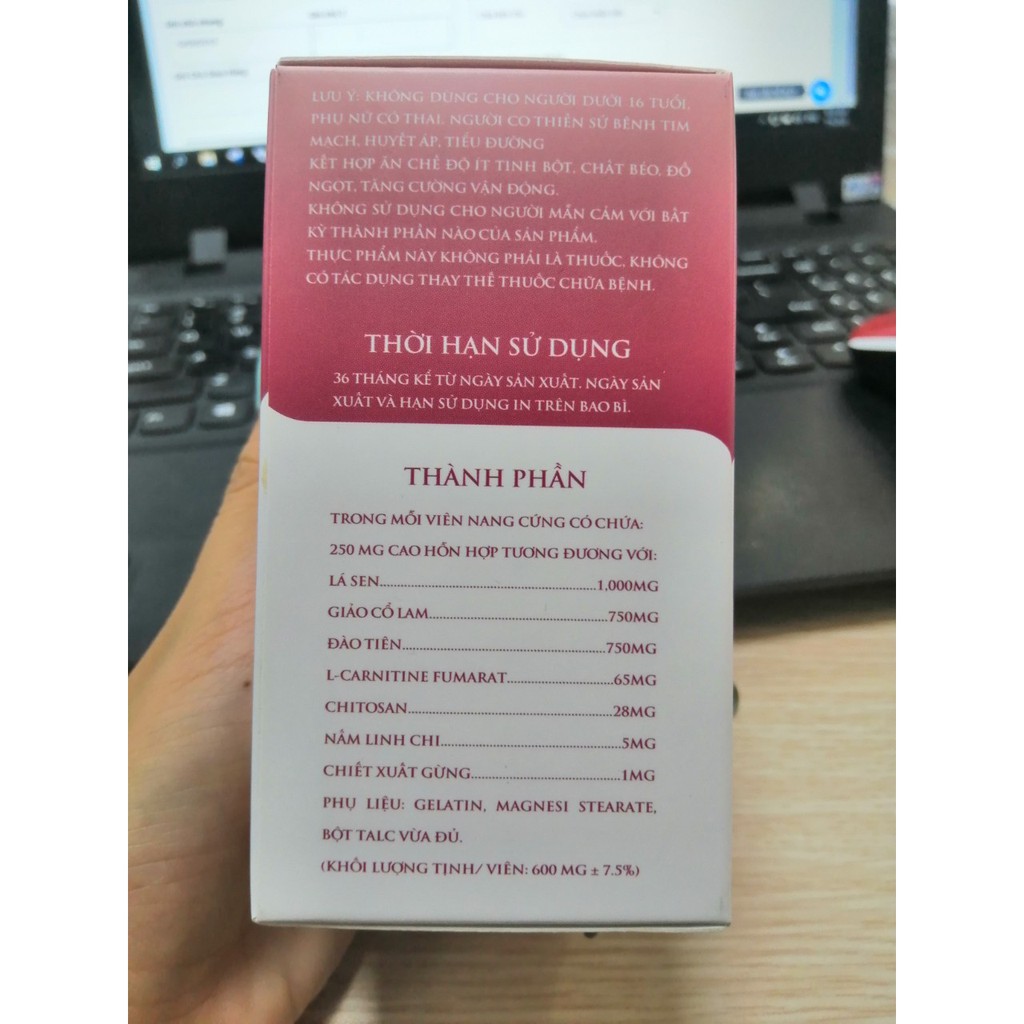 LƯU Ý: KHÔNG DÙNG CHO NGƯỜI DƯỚI 16 TUỔI,
PHỤ NỮ CÓ THAI, NGƯỜI CO THIỀN SỬ BỆNH TIM
MẠCH, HUYẾT ÁP, TIỂU ĐƯỜNG
KẾT HỢP ĂN CHẾ ĐỘ ÍT TINH BỘT, CHẤT BÉO, ĐỒ
NGỌT, TĂNG CƯỜNG VẬN ĐỘNG.
KHÔNG SỬ DỤNG CHO NGƯỜI MẪN CẢM VỚI BẤT
KỲ THÀNH PHẦN NÀO CỦA SẢN PHẨM.
THỰC PHẨM NÀY KHÔNG PHẢI LÀ THUỐC, KHÔNG
CÓ TÁC DỤNG THAY THẾ THUỐC CHỮA BỆNH.
THỜI HẠN SỬ DỤNG
36 THÁNG KỂ TỪ NGÀY SẢN XUẤT. NGÀY SẢN
XUẤT VÀ HẠN SỬ DỤNG IN TRÊN BAO BÌ.
THÀNH PHẦN
TRONG MỖI VIÊN NANG CỨNG CÓ CHỨA:
250 MG CAO HỖN HỢP TƯƠNG ĐƯƠNG VỚI:
LÁ SEN..........1,000MG
GIẢO CỔ LAM..........750MG
ĐÀO TIÊN..........750MG
L-CARNITINE FUMARAT..........65MG
CHITOSAN..........28MG
NẤM LINH CHI..........5MG
CHIẾT XUẤT GỪNG..........1MG
PHỤ LIỆU: GELATIN, MAGNESI STEARATE,
BỘT TALC VỪA ĐỦ.
(KHỐI LƯỢNG TỊNH/ VIÊN: 600 MG ± 7.5%)